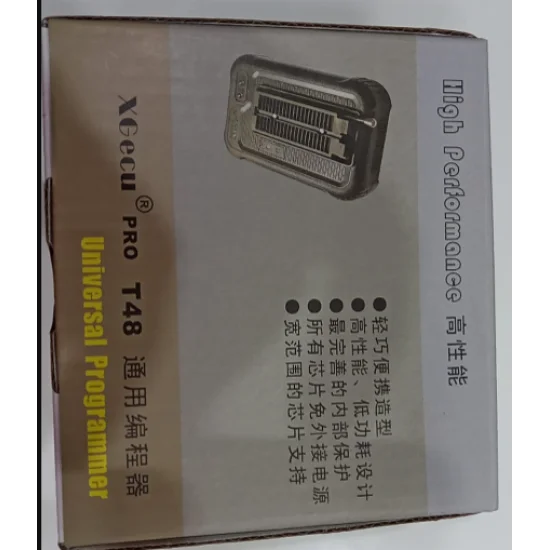 High Performance 高性能
XGecu® PRO T48 通用编程器
Universal Programmer
●轻巧便携造型
●高性能、低功耗设计
●最完善的内部保护
●所有芯片免外接电源
●宽范围的芯片支持